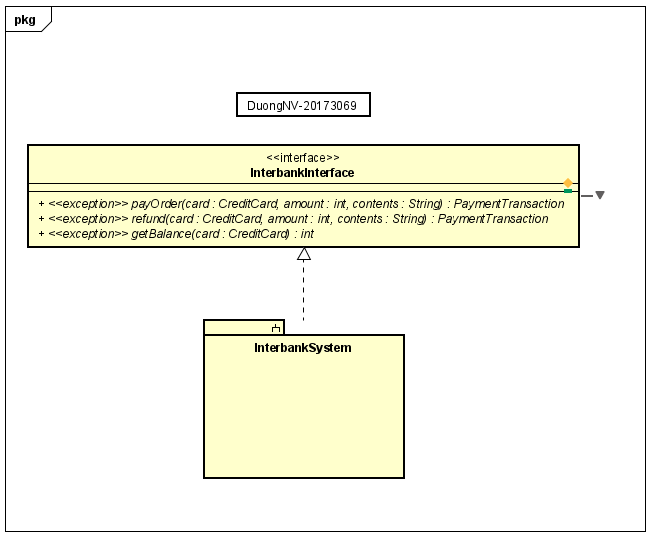 pkg
DuongNV-20173069
<<interface>>
InterbankInterface
+ <<exception>> payOrder(card : CreditCard, amount : int, contents : String) : PaymentTransaction
+ <<exception>> refund(card : CreditCard, amount : int, contents : String) : PaymentTransaction
+ <<exception>> getBalance(card : CreditCard) : int
InterbankSystem